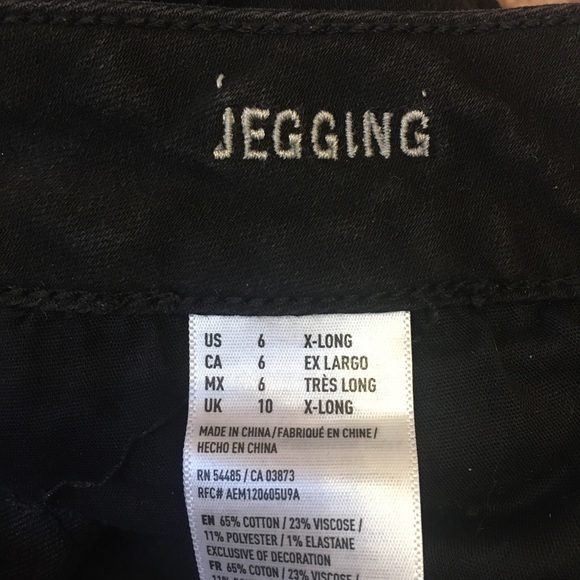 JEGGING
US 6 X-LONG
CA 6 EX LARGO
MX 6 TRÈS LONG
UK 10 X-LONG
MADE IN CHINA/FABRIQUÉ EN CHINE/
HECHO EN CHINA
RN 54485 / CA 03873
RFC# AEM120605U9A
EN 65% COTTON / 23% VISCOSE /
11% POLYESTER / 1% ELASTANE
EXCLUSIVE OF DECORATION
FR 65% COTON / 23% VISCOSE /